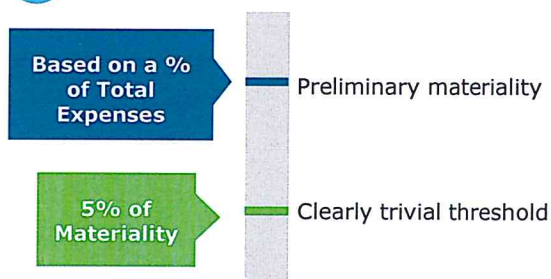 Based on a %
of Total
Expenses
Preliminary materiality
5% of
Materiality
Clearly trivial threshold